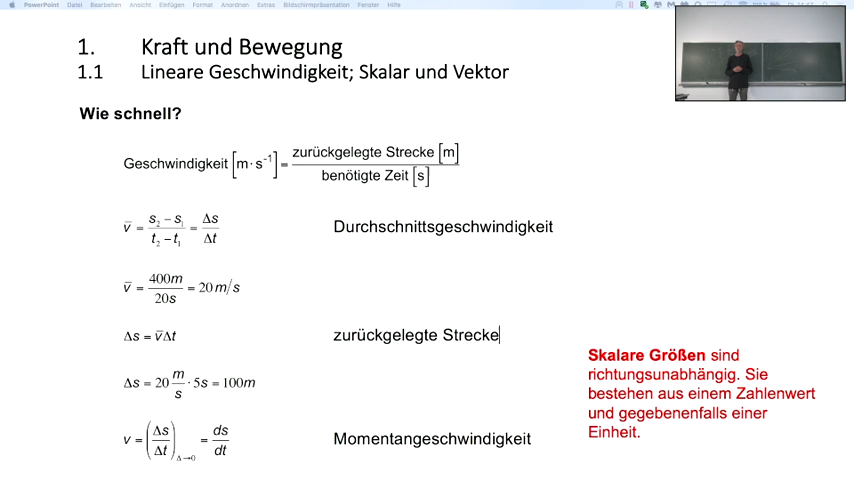 PowerPoint Datei Bearbeiten Ansicht Einfügen Format Anordnen Extras Bildschirmpräsentation Fenster Hilfe
1. Kraft und Bewegung
1.1 Lineare Geschwindigkeit; Skalar und Vektor
Wie schnell?
Geschwindigkeit [m·s⁻¹] = zurückgelegte Strecke [m] / benötigte Zeit [s]
v̄ = (s₂ − s₁)/(t₂ − t₁) = Δs/Δt Durchschnittsgeschwindigkeit
v̄ = 400m/20s = 20 m/s
Δs = v̄Δt zurückgelegte Strecke
Δs = 20 m/s · 5s = 100m
v = (Δs/Δt)Δ→0 = ds/dt Momentangeschwindigkeit
Skalare Größen sind
richtungsunabhängig. Sie
bestehen aus einem Zahlenwert
und gegebenenfalls einer
Einheit.